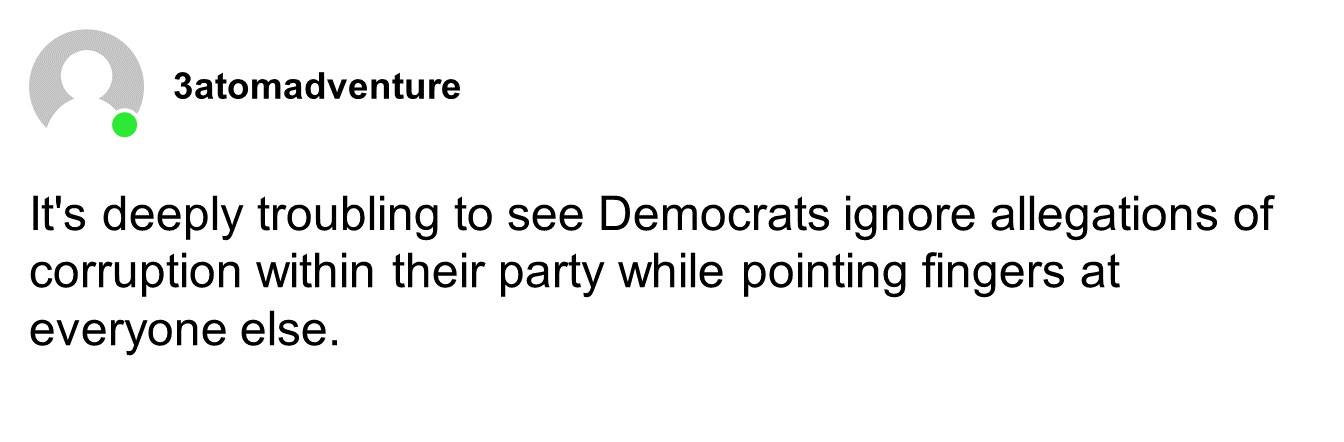 3atomadventure
It's deeply troubling to see Democrats ignore allegations of
corruption within their party while pointing fingers at
everyone else.